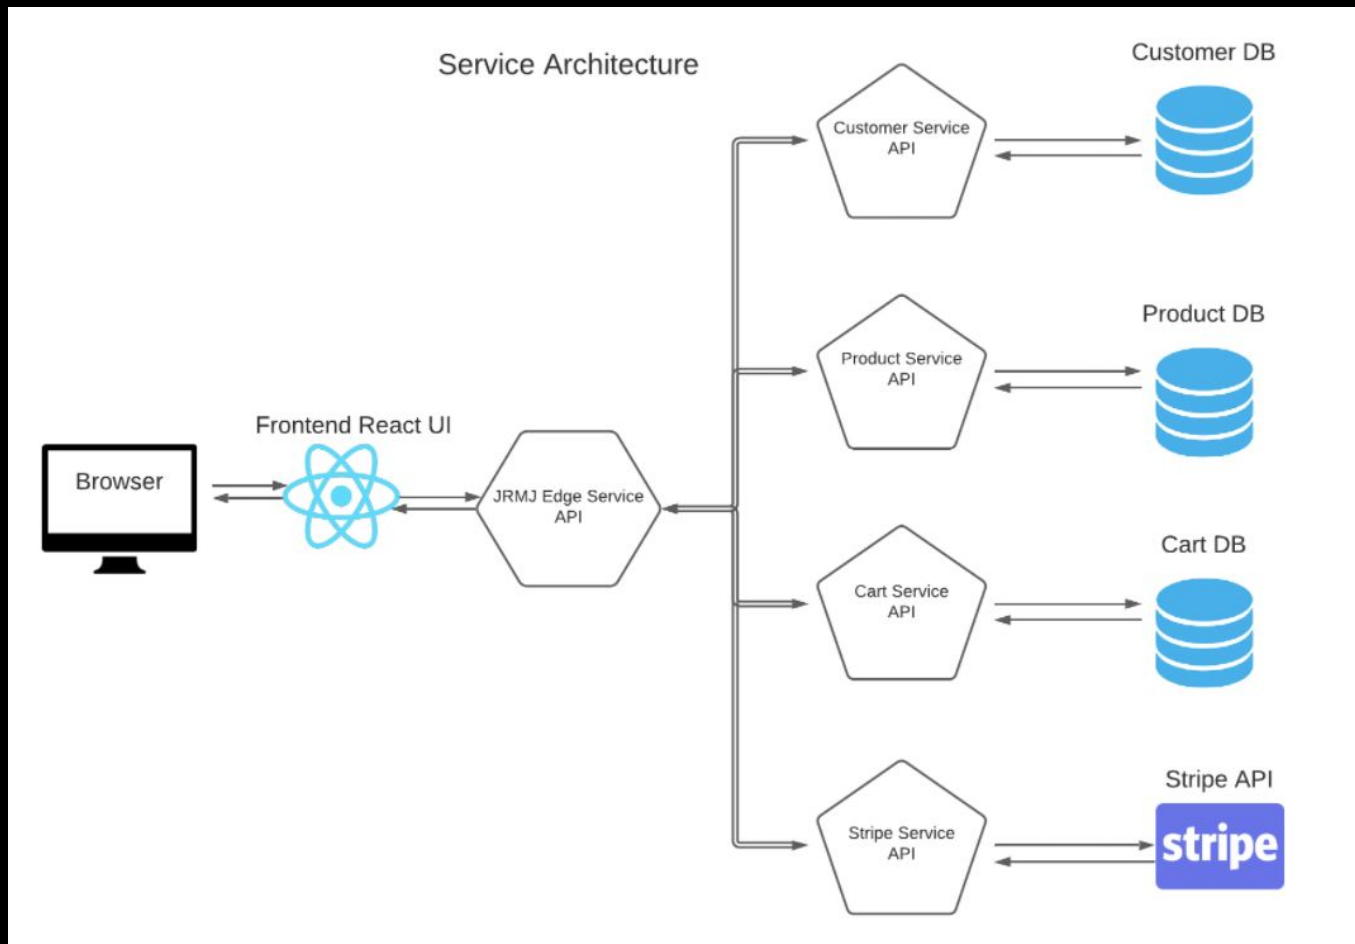 Service Architecture
Customer DB
Customer Service
API
Product DB
Product Service
API
Frontend React UI
Browser
JRMJ Edge Service
API
Cart DB
Cart Service
API
Stripe API
Stripe Service
API
stripe